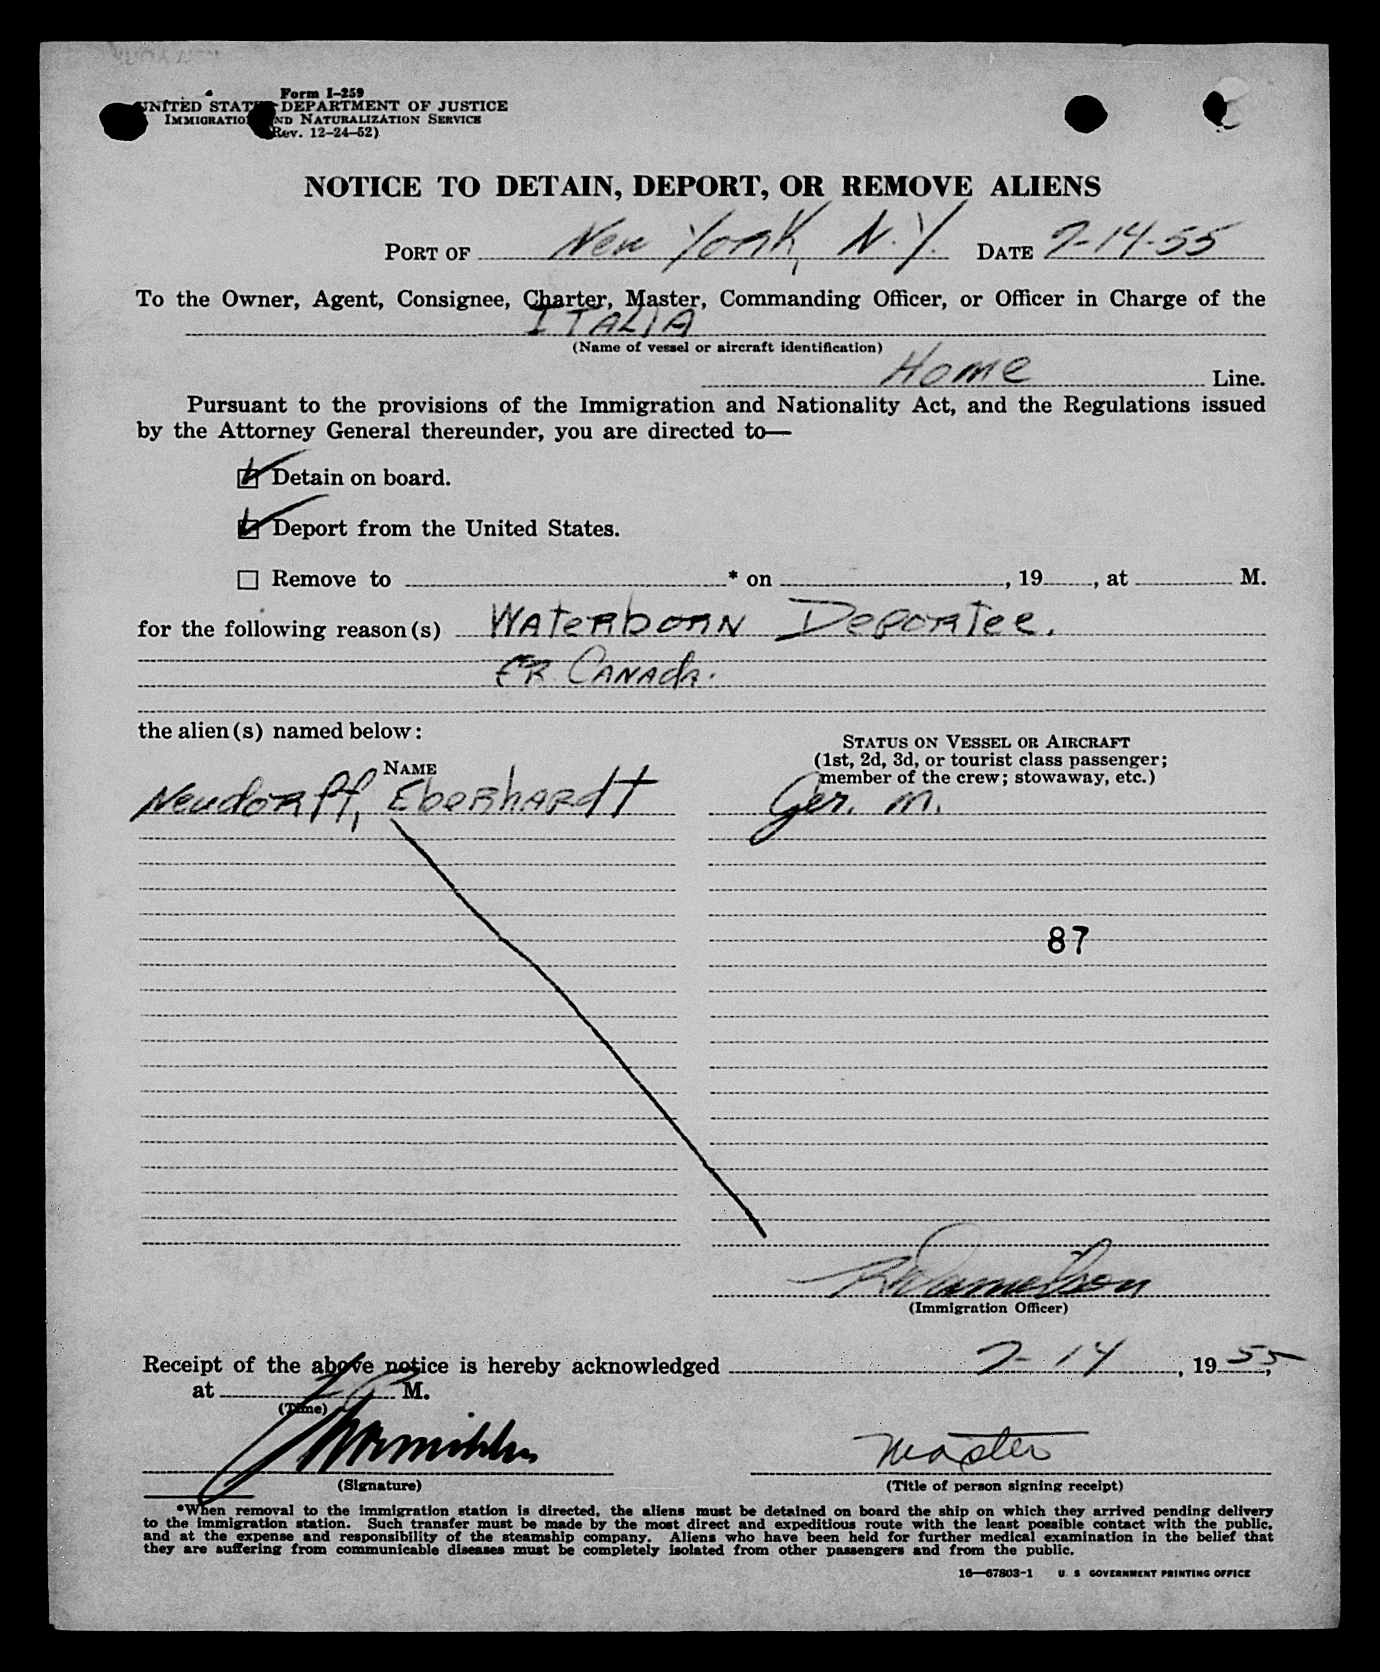 Form I-259
UNITED STATES DEPARTMENT OF JUSTICE
IMMIGRATION AND NATURALIZATION SERVICE
(Rev. 12-24-52)
NOTICE TO DETAIN, DEPORT, OR REMOVE ALIENS
PORT OF New York, N.Y. DATE 7-14-55
To the Owner, Agent, Consignee, Charter, Master, Commanding Officer, or Officer in Charge of the
ITALIA
(Name of vessel or aircraft identification)
Home Line.
Pursuant to the provisions of the Immigration and Nationality Act, and the Regulations issued
by the Attorney General thereunder, you are directed to—
Detain on board.
Deport from the United States.
Remove to * on , 19 , at M.
for the following reason(s) Waterborn Deportee.
Canada.
the alien(s) named below:
STATUS ON VESSEL OR AIRCRAFT
(1st, 2d, 3d, or tourist class passenger;
member of the crew; stowaway, etc.)
NAME
Neudorff, Eberhardt Ger. M.
87
(Immigration Officer)
Receipt of the above notice is hereby acknowledged 7-14, 1955,
at 2 P M.
(Time)
Master
(Signature) (Title of person signing receipt)
*When removal to the immigration station is directed, the aliens must be detained on board the ship on which they arrived pending delivery
to the immigration station. Such transfer must be made by the most direct and expeditious route with the least possible contact with the public,
and at the expense and responsibility of the steamship company. Aliens who have been held for further medical examination in the belief that
they are suffering from communicable diseases must be completely isolated from other passengers and from the public.
16—67803-1 U. S. GOVERNMENT PRINTING OFFICE